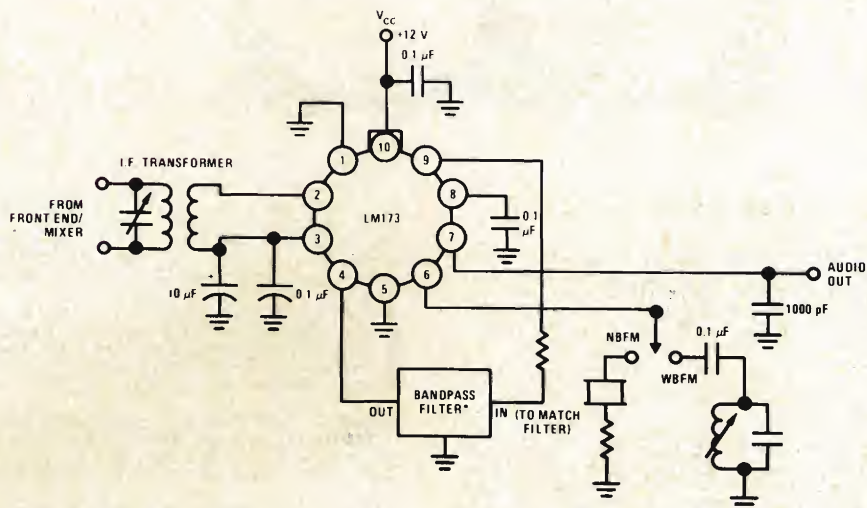 V_CC
+12 V
0.1 μF
I.F. TRANSFORMER
FROM
FRONT END/
MIXER
1
10
9
2
8
LM173
3
7
4
5
6
0.1
μF
AUDIO
OUT
+
10 μF
0.1 μF
1000 pF
NBFM
WBFM
0.1 μF
OUT
BANDPASS
FILTER*
IN
(TO MATCH
FILTER)